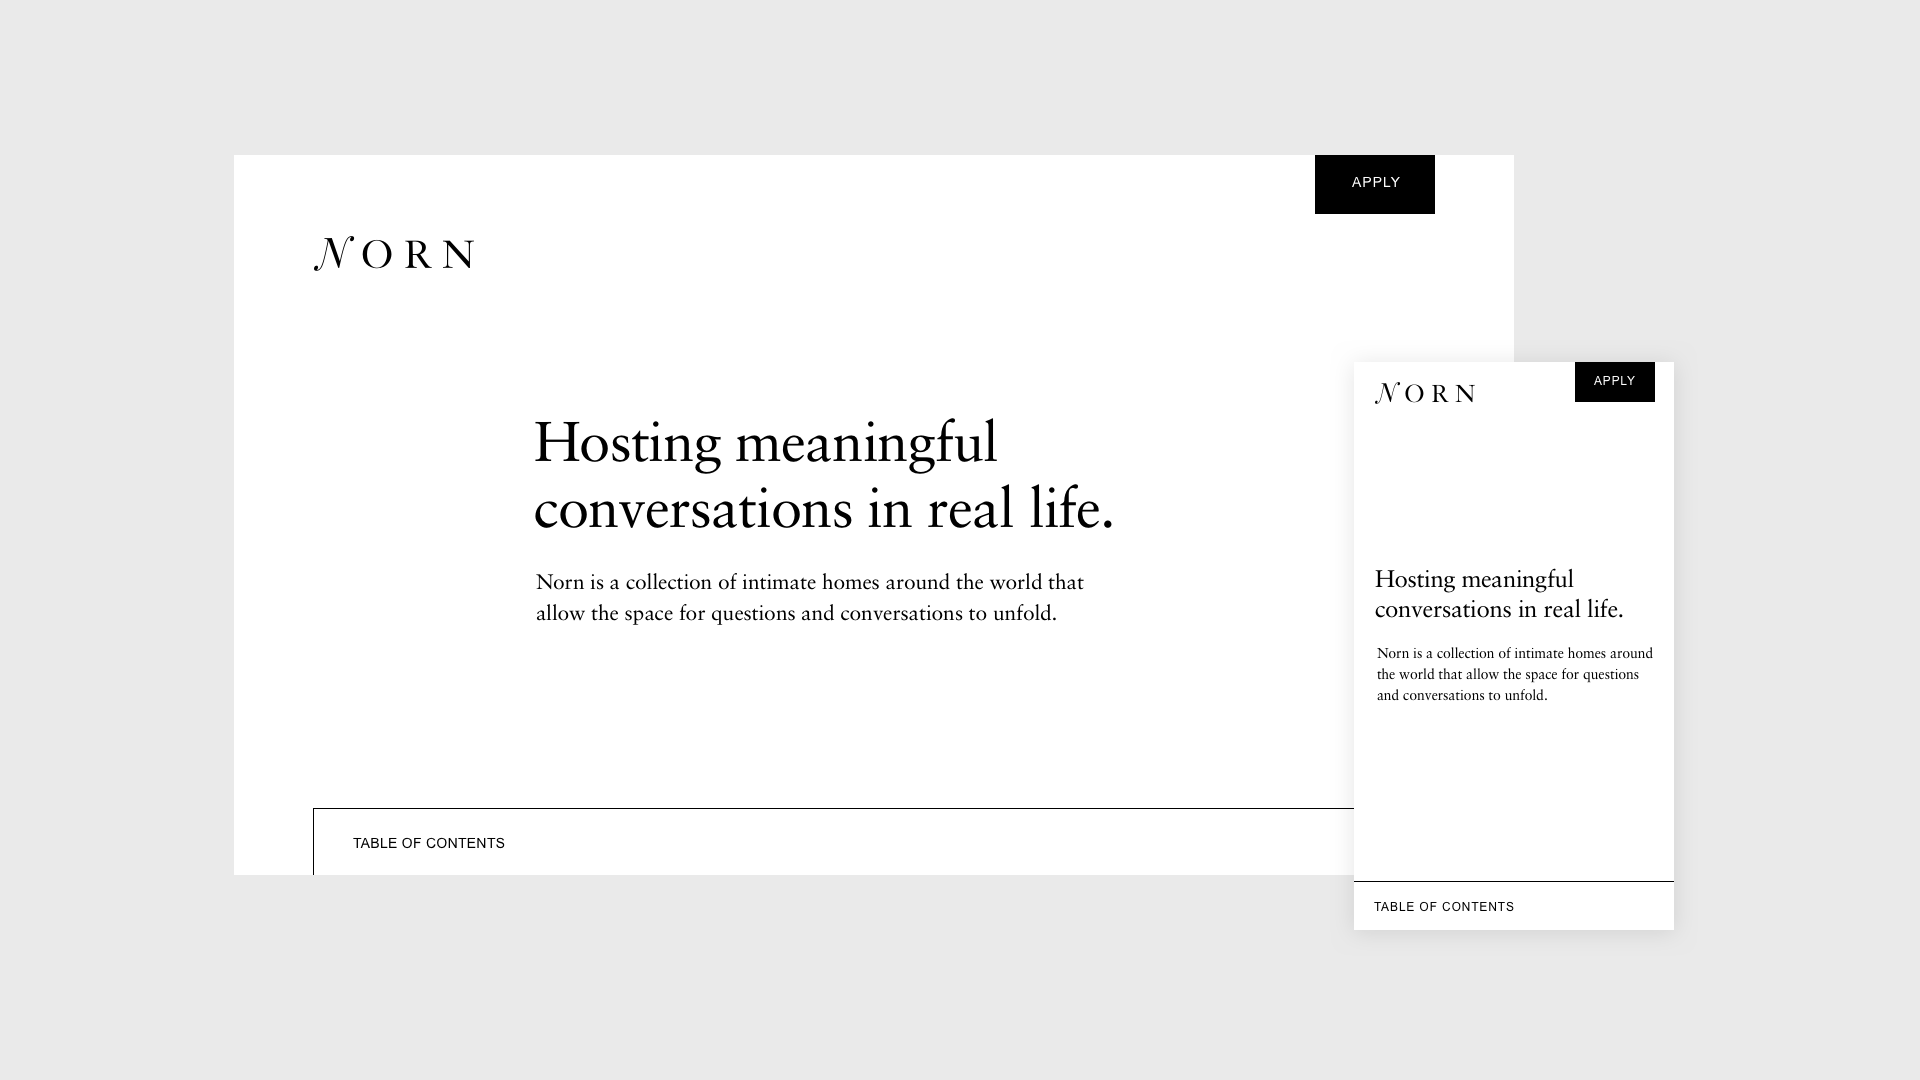 APPLY
NORN
Hosting meaningful
conversations in real life.
Norn is a collection of intimate homes around the world that
allow the space for questions and conversations to unfold.
TABLE OF CONTENTS
NORN
APPLY
Hosting meaningful
conversations in real life.
Norn is a collection of intimate homes around
the world that allow the space for questions
and conversations to unfold.
TABLE OF CONTENTS